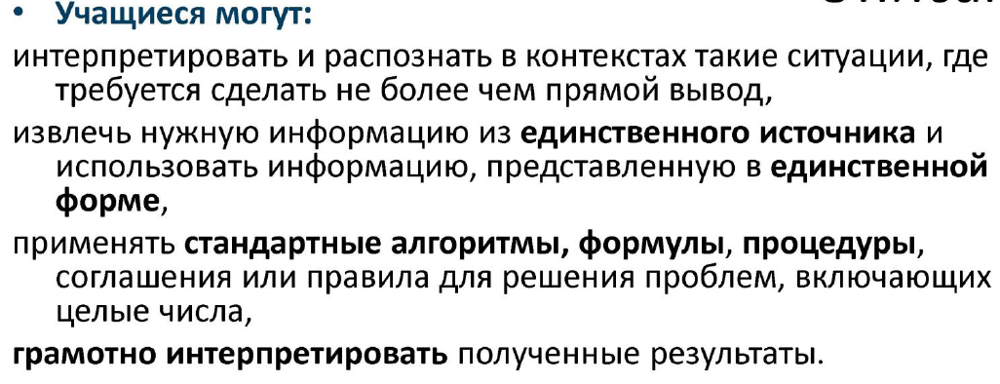 • Учащиеся могут:
интерпретировать и распознать в контекстах такие ситуации, где
требуется сделать не более чем прямой вывод,
извлечь нужную информацию из единственного источника и
использовать информацию, представленную в единственной
форме,
применять стандартные алгоритмы, формулы, процедуры,
соглашения или правила для решения проблем, включающих
целые числа,
грамотно интерпретировать полученные результаты.